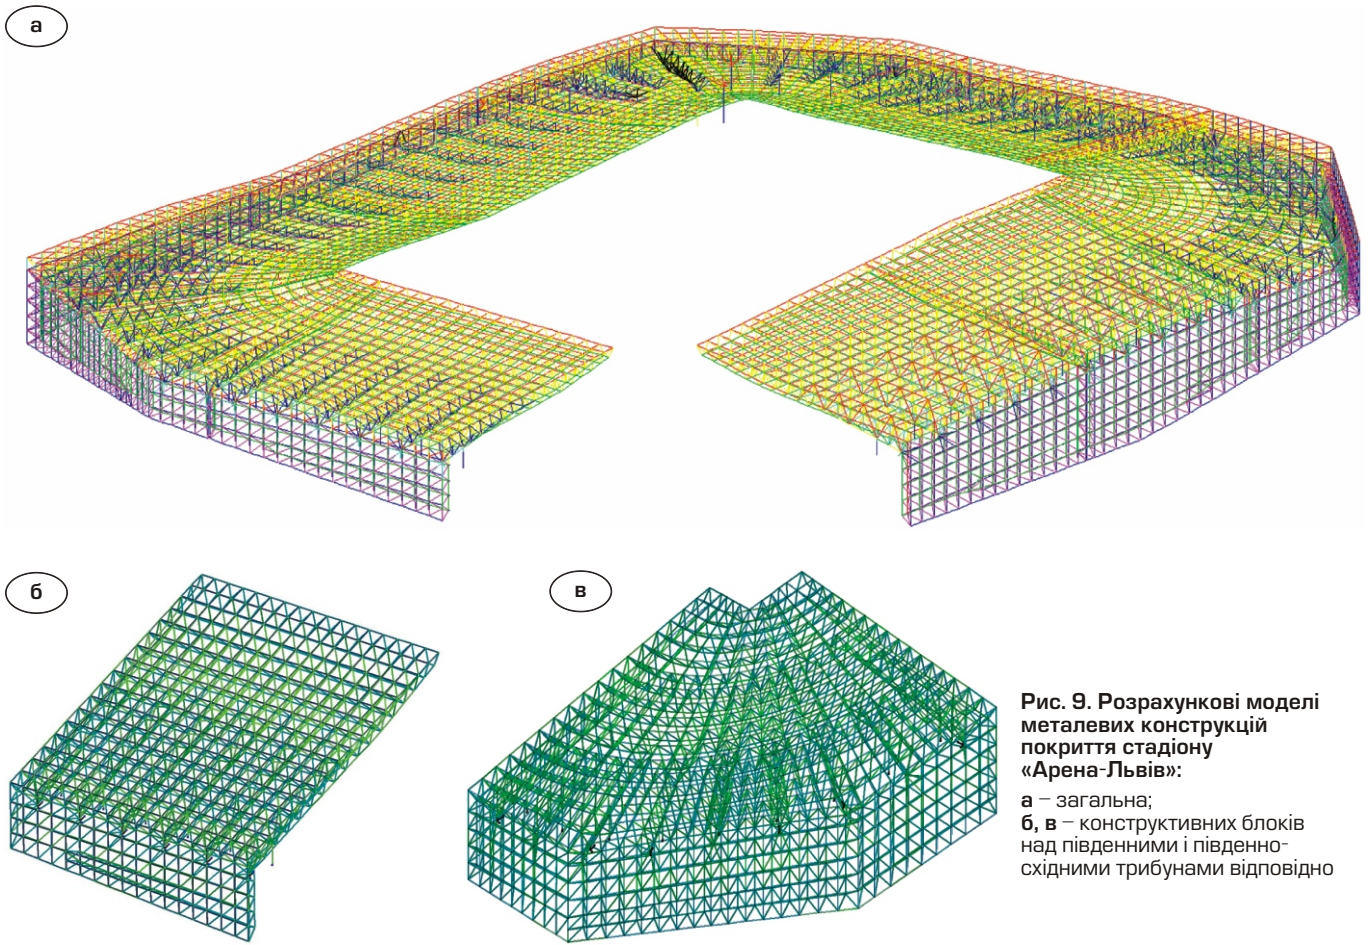 а
б
в
Рис. 9. Розрахункові моделі
металевих конструкцій
покриття стадіону
«Арена-Львів»:
а – загальна;
б, в – конструктивних блоків
над південними і південно-
східними трибунами відповідно